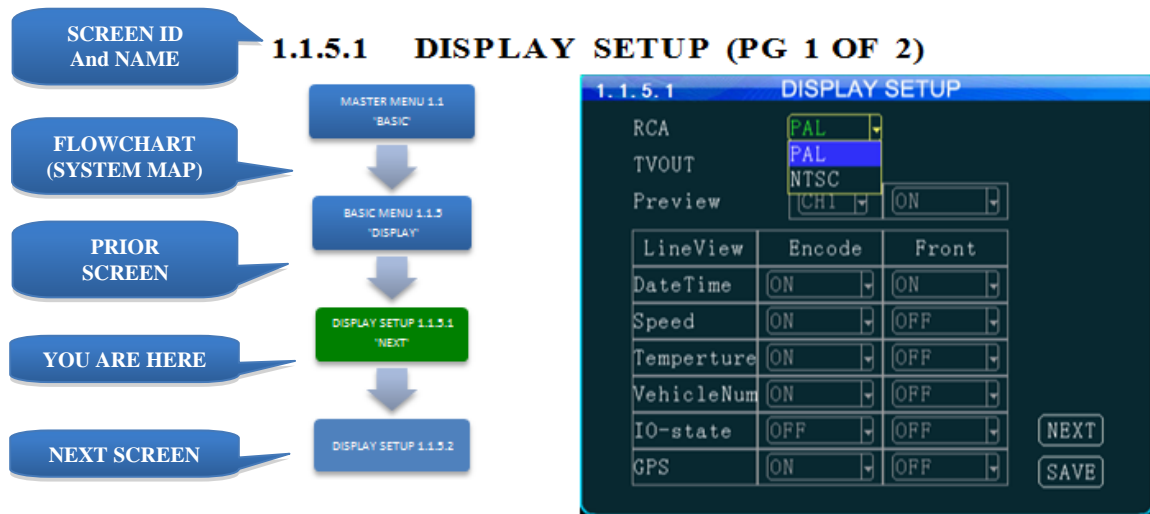 SCREEN ID
And NAME
1.1.5.1 DISPLAY SETUP (PG 1 OF 2)
FLOWCHART
(SYSTEM MAP)
PRIOR
SCREEN
YOU ARE HERE
NEXT SCREEN
MASTER MENU 1.1
'BASIC'
BASIC MENU 1.1.5
'DISPLAY'
DISPLAY SETUP 1.1.5.1
'NEXT'
DISPLAY SETUP 1.1.5.2
1.1.5.1 DISPLAY SETUP
RCA PAL
PAL
TVOUT
NTSC
Preview CH1 ON
LineView Encode Front
DateTime ON ON
Speed ON OFF
Temperture ON OFF
VehicleNum ON OFF
IO-state OFF OFF
GPS ON OFF
NEXT
SAVE